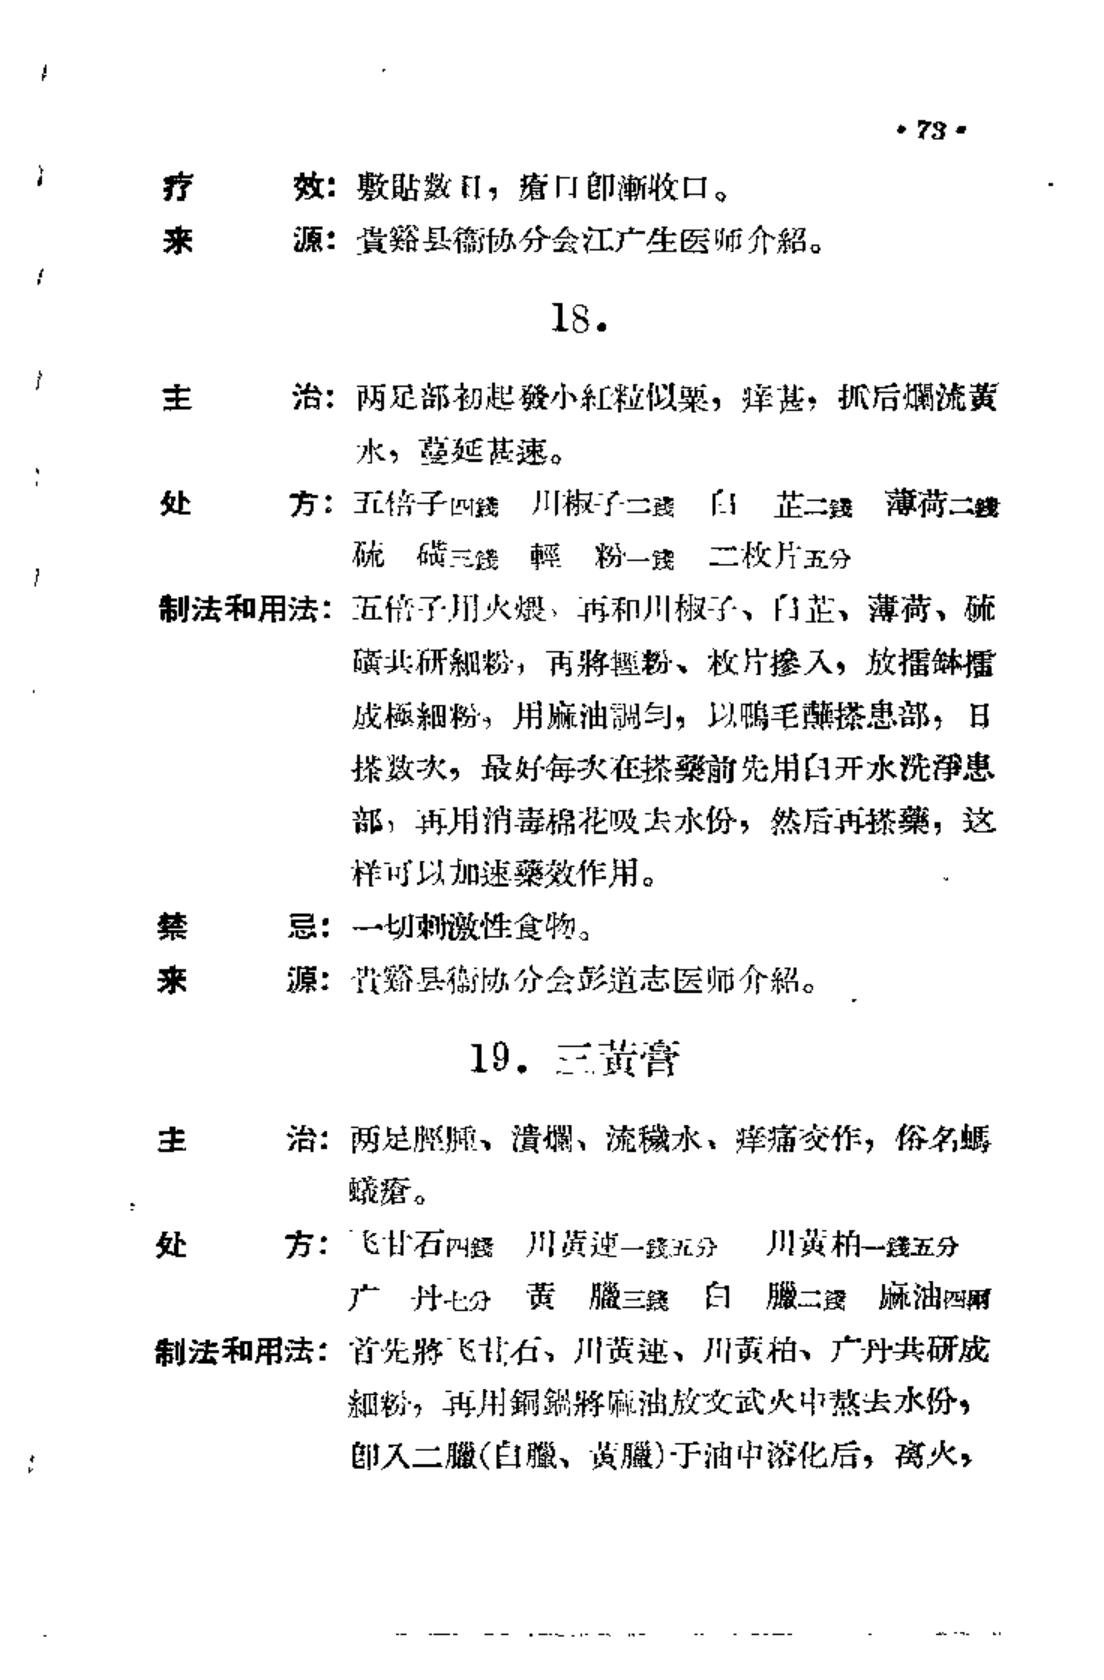 •73•
疗　　　效：敷貼数日，瘡口卽漸收口。
来　　　源：貴谿县衞协分会江产生医师介紹。
18.
主　　　治：两足部初起發小紅粒似粟，痒甚，抓后爛流黃
水，蔓延甚速。
处　　　方：五倍子四錢　川椒子二錢　白　芷二錢　薄荷二錢
硫　磺三錢　輕　粉一錢　二枚片五分
制法和用法：五倍子用火煨，再和川椒子、白芷、薄荷、硫
磺共研細粉，再將輕粉、枚片摻入，放擂缽擂
成極細粉，用麻油調勻，以鴨毛蘸搽患部，日
搽数次，最好每次在搽藥前先用白开水洗淨患
部，再用消毒棉花吸去水份，然后再搽藥，这
样可以加速藥效作用。
禁　　　忌：一切刺激性食物。
来　　　源：貴谿县衞协分会彭道志医师介紹。
19. 三黃膏
主　　　治：两足脛腫、潰爛、流穢水、痒痛交作，俗名螞
蟻瘡。
处　　　方：飞甘石四錢　川黃連一錢五分　川黃柏一錢五分
广　丹七分　黃　臘三錢　白　臘二錢　麻油四兩
制法和用法：首先將飞甘石、川黃連、川黃柏、广丹共研成
細粉，再用銅鍋將麻油放文武火中熬去水份，
卽入二臘(白臘、黃臘)于油中溶化后，离火，